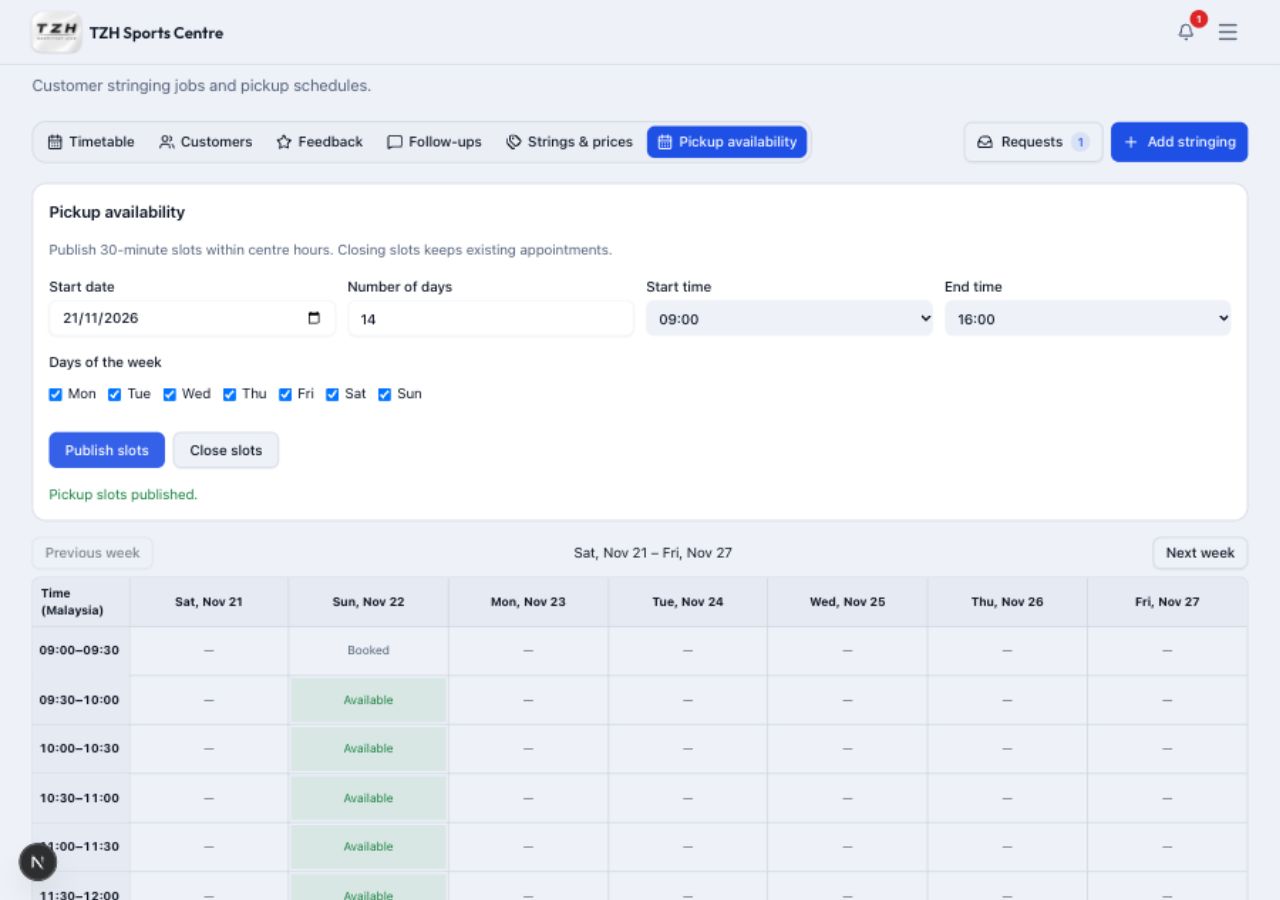 TZH
TZH Sports Centre
1
Customer stringing jobs and pickup schedules.
Timetable Customers Feedback Follow-ups Strings & prices Pickup availability Requests 1 + Add stringing
Pickup availability
Publish 30-minute slots within centre hours. Closing slots keeps existing appointments.
Start date Number of days Start time End time
21/11/2026 14 09:00 16:00
Days of the week
Mon Tue Wed Thu Fri Sat Sun
Publish slots Close slots
Pickup slots published.
Previous week Sat, Nov 21 – Fri, Nov 27 Next week
Time (Malaysia) Sat, Nov 21 Sun, Nov 22 Mon, Nov 23 Tue, Nov 24 Wed, Nov 25 Thu, Nov 26 Fri, Nov 27
09:00–09:30 — Booked — — — — —
09:30–10:00 — Available — — — — —
10:00–10:30 — Available — — — — —
10:30–11:00 — Available — — — — —
11:00–11:30 — Available — — — — —
11:30–12:00 — Available — — — — —
N